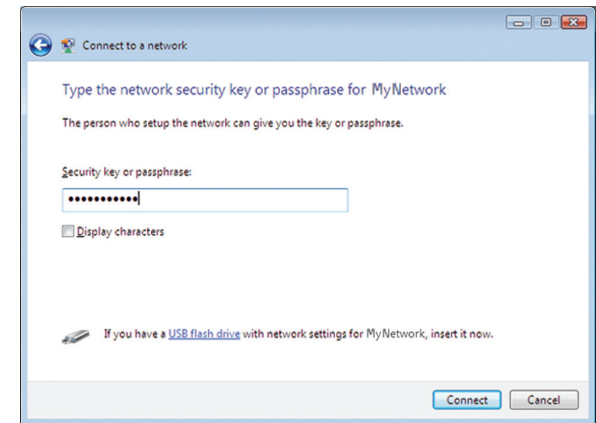 Connect to a network
Type the network security key or passphrase for MyNetwork
The person who setup the network can give you the key or passphrase.
Security key or passphrase:
•••••••••••
Display characters
If you have a USB flash drive with network settings for MyNetwork, insert it now.
Connect Cancel